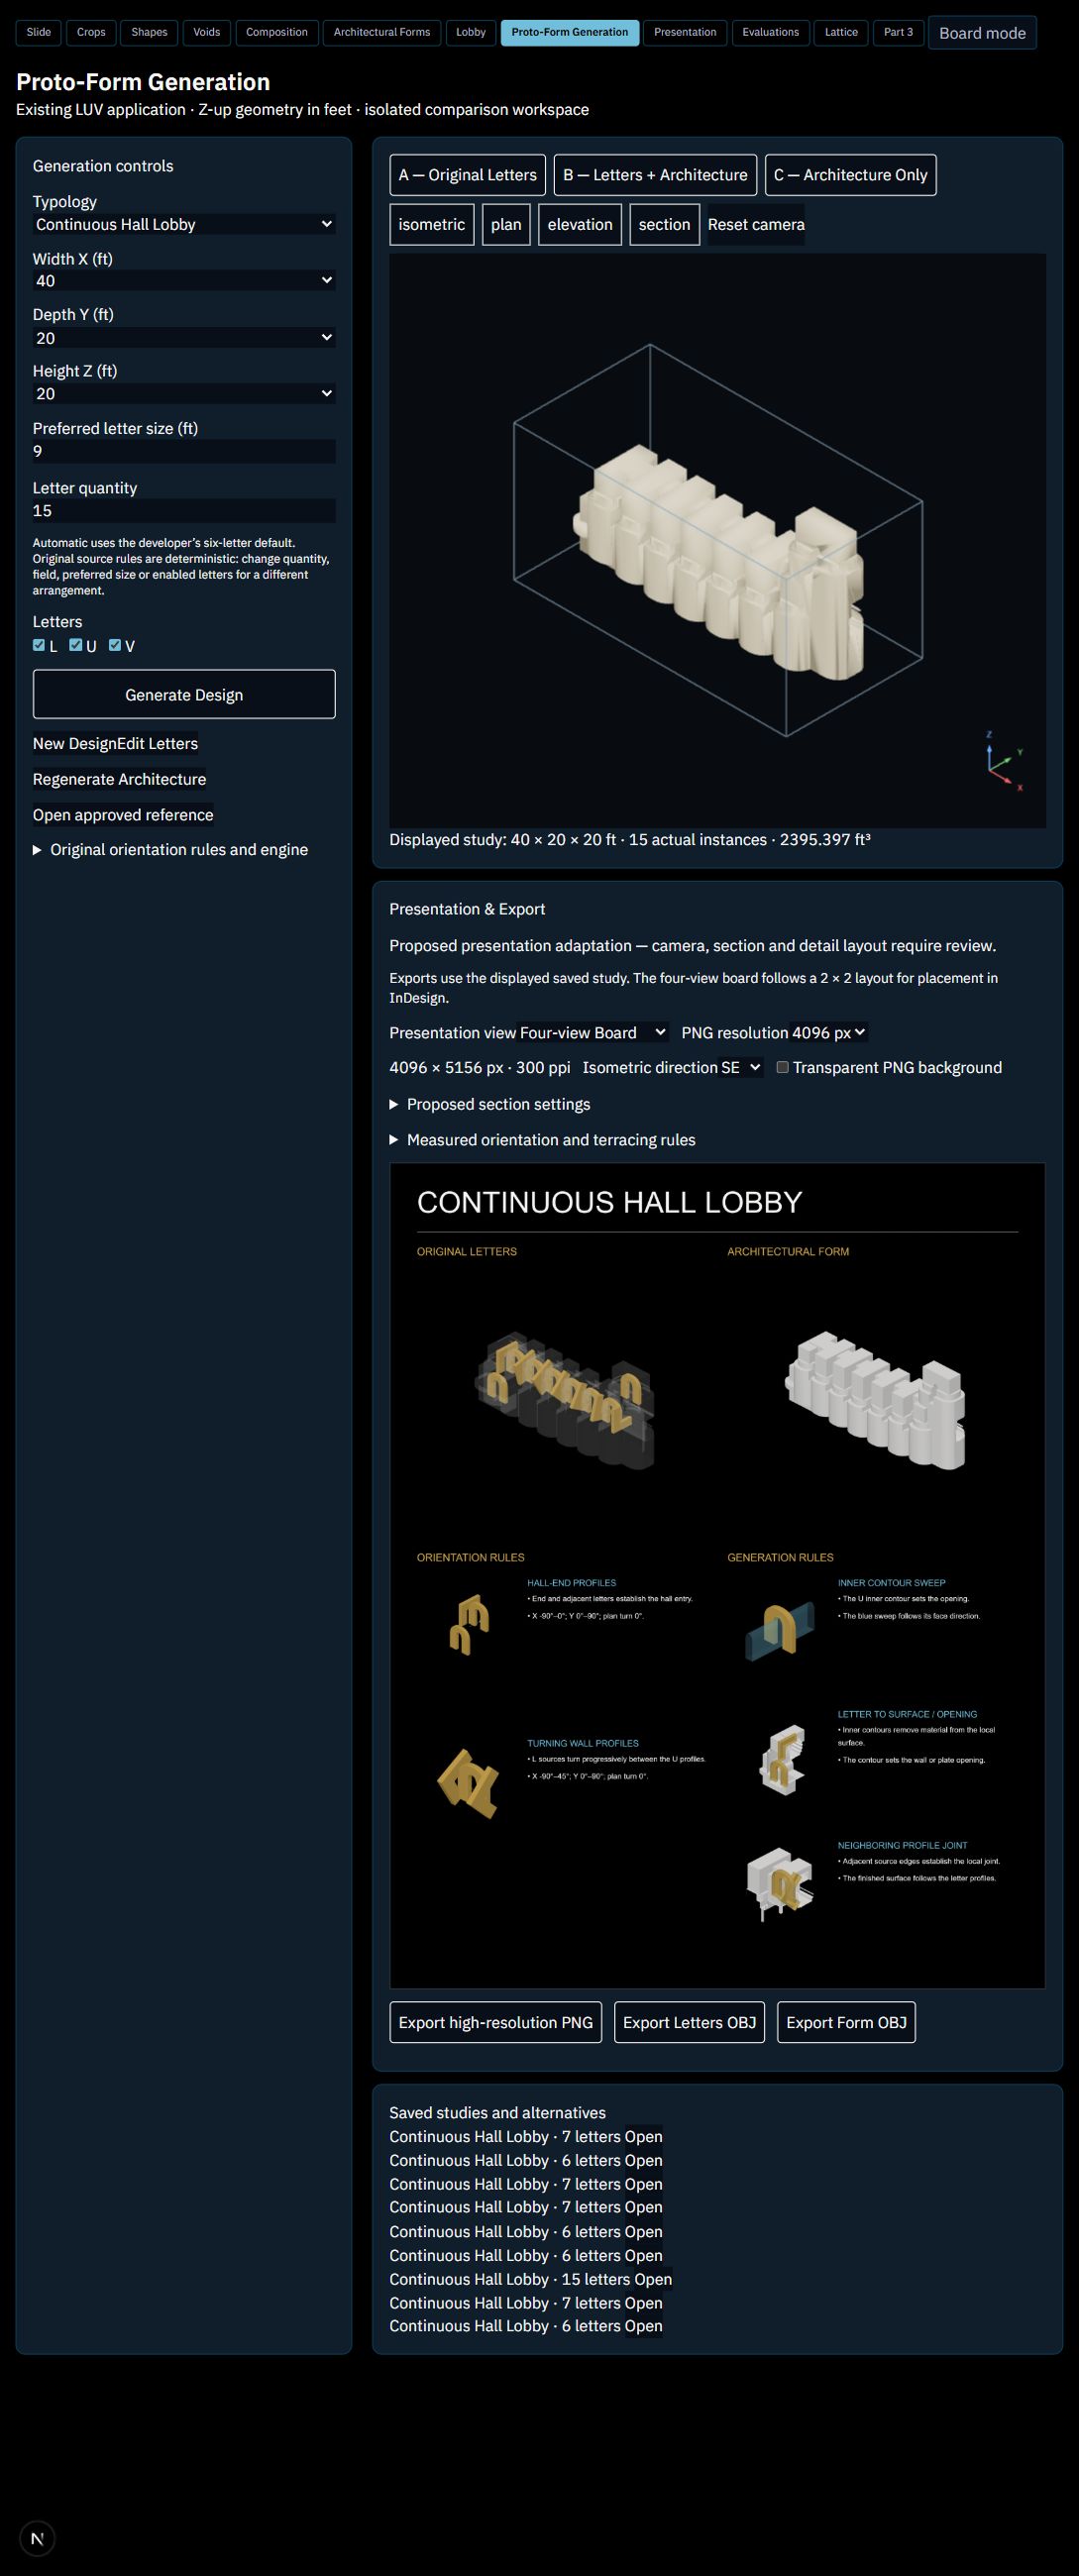 Slide Crops Shapes Voids Composition Architectural Forms Lobby Proto-Form Generation Presentation Evaluations Lattice Part 3 Board mode
Proto-Form Generation
Existing LUV application · Z-up geometry in feet · isolated comparison workspace
Generation controls
Typology
Continuous Hall Lobby
Width X (ft)
40
Depth Y (ft)
20
Height Z (ft)
20
Preferred letter size (ft)
9
Letter quantity
15
Automatic uses the developer's six-letter default.
Original source rules are deterministic: change quantity,
field, preferred size or enabled letters for a different
arrangement.
Letters
L U V
Generate Design
New DesignEdit Letters
Regenerate Architecture
Open approved reference
Original orientation rules and engine
A — Original Letters B — Letters + Architecture C — Architecture Only
isometric plan elevation section Reset camera
Z
Y
X
Displayed study: 40 × 20 × 20 ft · 15 actual instances · 2395.397 ft³
Presentation & Export
Proposed presentation adaptation — camera, section and detail layout require review.
Exports use the displayed saved study. The four-view board follows a 2 × 2 layout for placement in
InDesign.
Presentation view Four-view Board PNG resolution 4096 px
4096 × 5156 px · 300 ppi Isometric direction SE Transparent PNG background
Proposed section settings
Measured orientation and terracing rules
CONTINUOUS HALL LOBBY
ORIGINAL LETTERS
ARCHITECTURAL FORM
ORIENTATION RULES
HALL-END PROFILES
• End and adjacent letters establish the hall entry.
• X -90°–0°; Y 0°–90°; plan turn 0°.
TURNING WALL PROFILES
• L sources turn progressively between the U profiles.
• X -90°–45°; Y 0°–90°; plan turn 0°.
GENERATION RULES
INNER CONTOUR SWEEP
• The U inner contour sets the opening.
• The blue sweep follows its face direction.
LETTER TO SURFACE / OPENING
• Inner contours remove material from the local
surface.
• The contour sets the wall or plate opening.
NEIGHBORING PROFILE JOINT
• Adjacent source edges establish the local joint.
• The finished surface follows the letter profiles.
Export high-resolution PNG Export Letters OBJ Export Form OBJ
Saved studies and alternatives
Continuous Hall Lobby · 7 letters Open
Continuous Hall Lobby · 6 letters Open
Continuous Hall Lobby · 7 letters Open
Continuous Hall Lobby · 7 letters Open
Continuous Hall Lobby · 6 letters Open
Continuous Hall Lobby · 6 letters Open
Continuous Hall Lobby · 15 letters Open
Continuous Hall Lobby · 7 letters Open
Continuous Hall Lobby · 6 letters Open
N